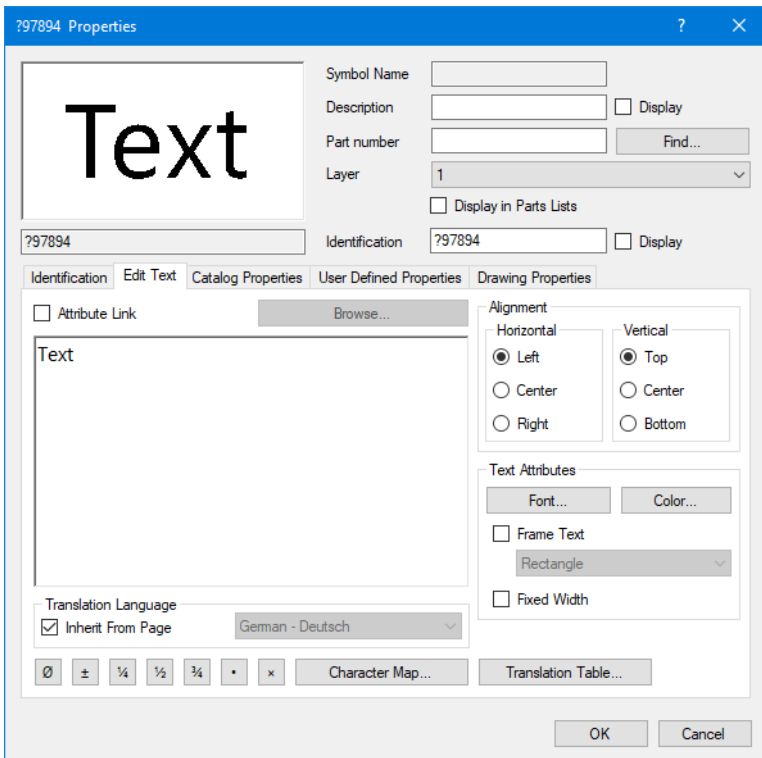 ?97894 Properties
?
Text
Symbol Name
Description
Display
Part number
Find...
Layer
1
Display in Parts Lists
?97894
Identification
?97894
Display
Identification
Edit Text
Catalog Properties
User Defined Properties
Drawing Properties
Attribute Link
Browse...
Text
Alignment
Horizontal
Left
Center
Right
Vertical
Top
Center
Bottom
Text Attributes
Font...
Color...
Frame Text
Rectangle
Fixed Width
Translation Language
Inherit From Page
German - Deutsch
Ø
±
¼
½
¾
•
×
Character Map...
Translation Table...
OK
Cancel